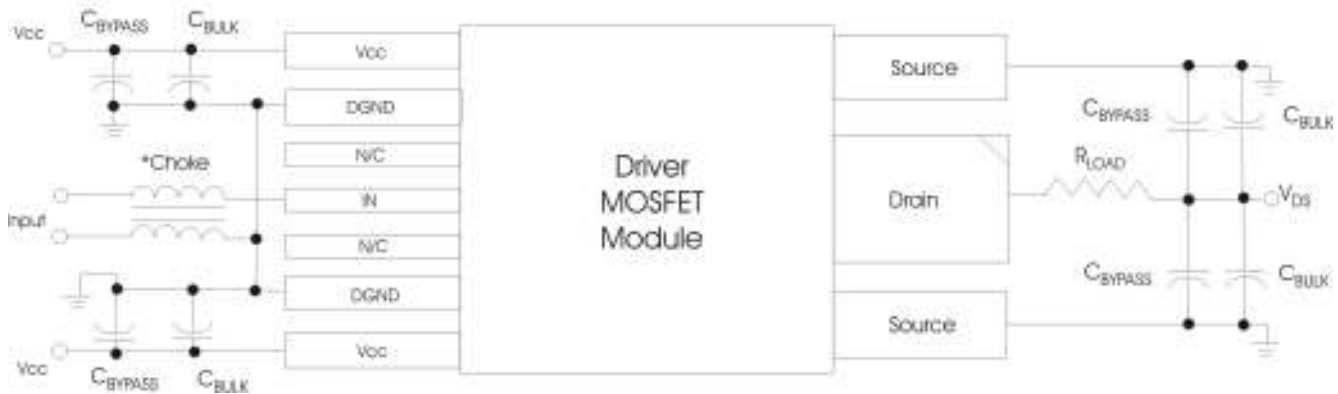 Vcc
CBYPASS
CBULK
Vcc
DGND
N/C
*Choke
IN
Input
N/C
DGND
Vcc
Vcc
CBYPASS
CBULK
Driver
MOSFET
Module
Source
Drain
Source
CBYPASS
CBULK
RLOAD
VDS
CBYPASS
CBULK